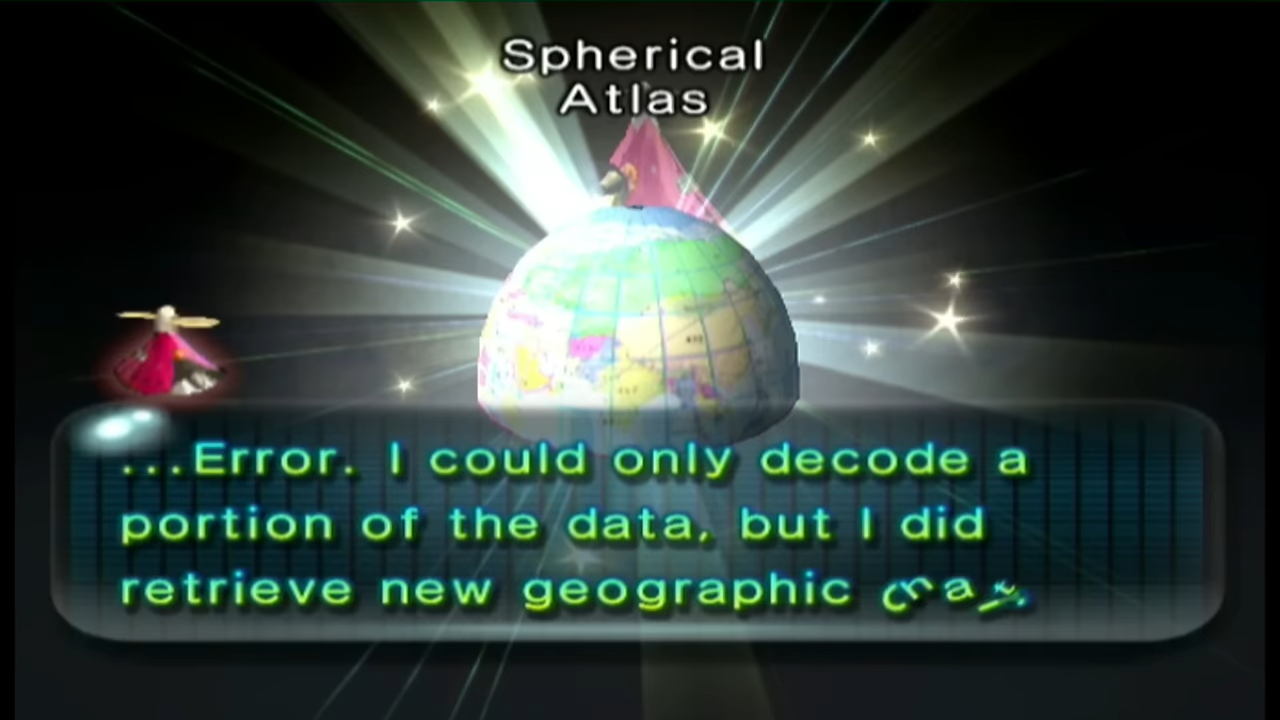 Spherical
Atlas
...Error. I could only decode a
portion of the data, but I did
retrieve new geographic